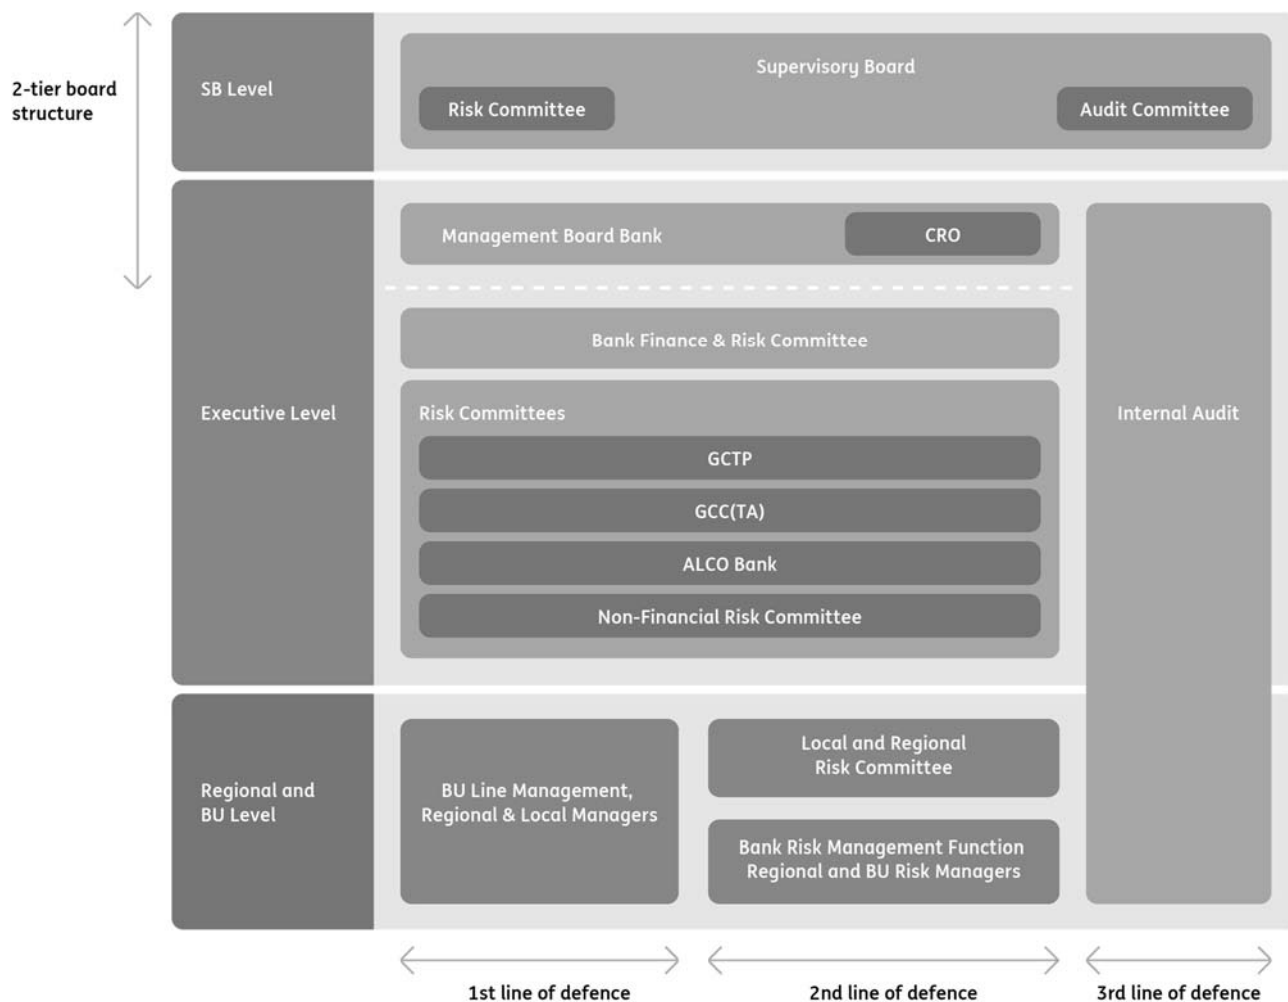 2-tier board
structure
SB Level
Supervisory Board
Risk Committee
Audit Committee
Executive Level
Management Board Bank
CRO
Bank Finance & Risk Committee
Risk Committees
GCTP
GCC(TA)
ALCO Bank
Non-Financial Risk Committee
Internal Audit
Regional and
BU Level
BU Line Management,
Regional & Local Managers
Local and Regional
Risk Committee
Bank Risk Management Function
Regional and BU Risk Managers
1st line of defence
2nd line of defence
3rd line of defence